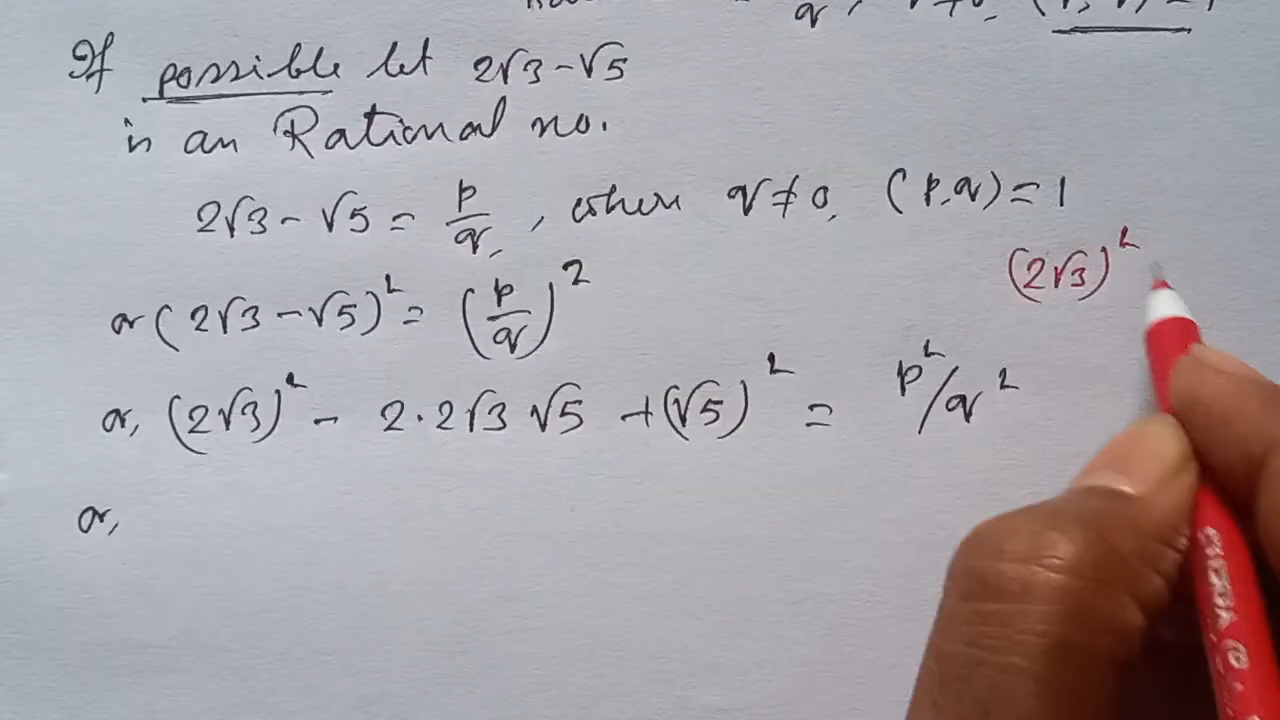 If possible let 2√3 - √5
is an Rational no.
2√3 - √5 = p/q, where q ≠ 0, (p,q) = 1
or (2√3 - √5)² = (p/q)²
(2√3)²
or, (2√3)² - 2·2√3 √5 + (√5)² = p²/q²
or,